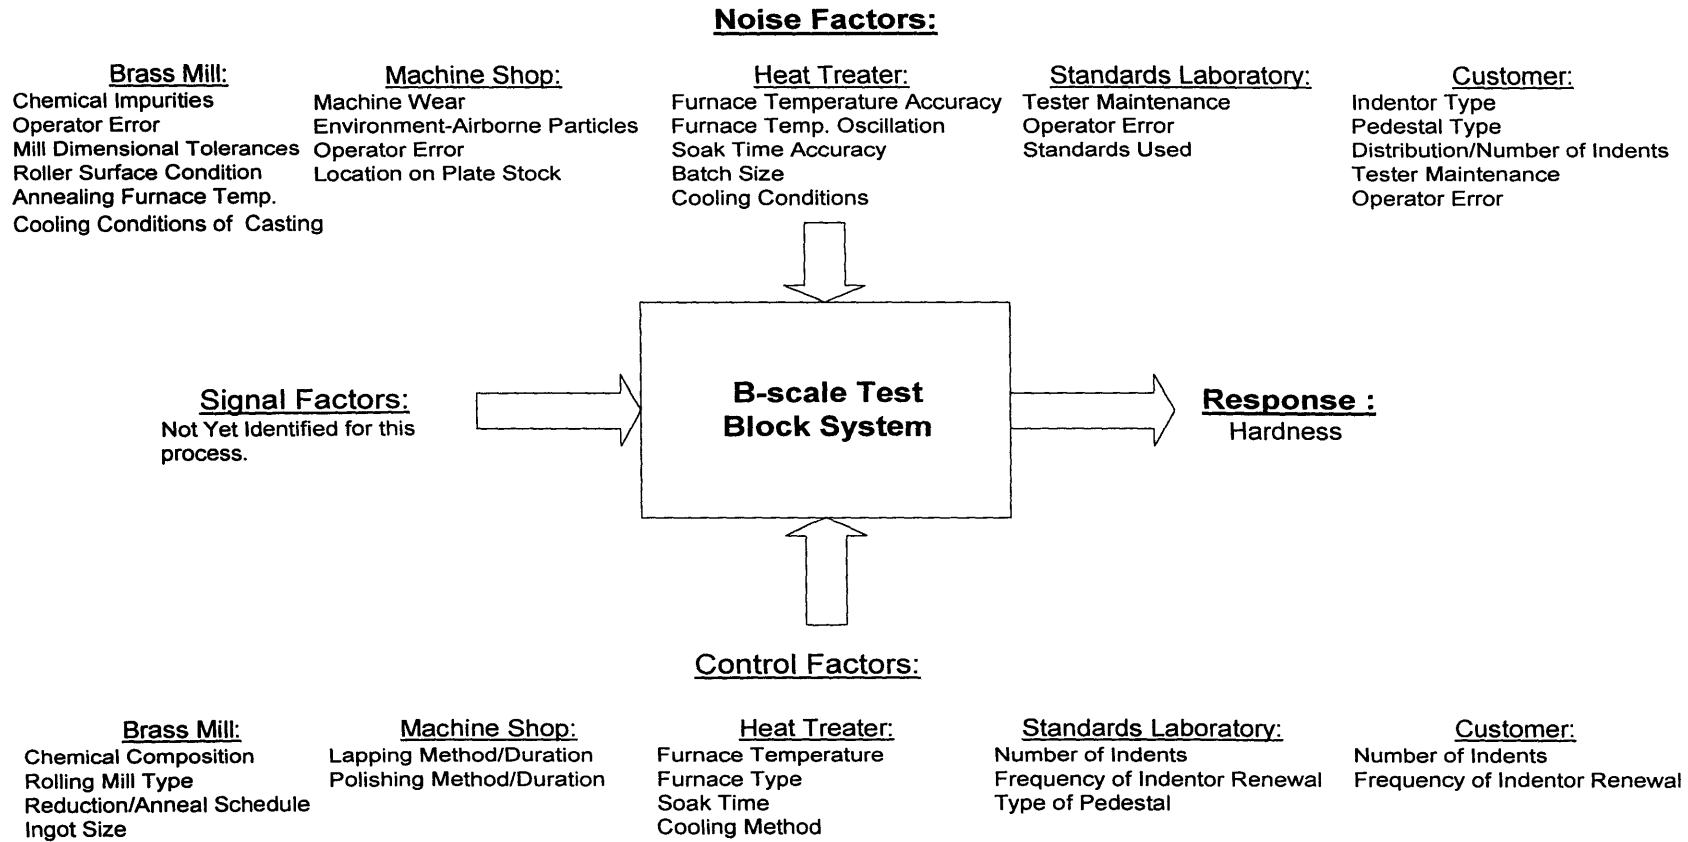 Noise Factors:
Brass Mill:
Chemical Impurities
Operator Error
Mill Dimensional Tolerances
Roller Surface Condition
Annealing Furnace Temp.
Cooling Conditions of Casting
Machine Shop:
Machine Wear
Environment-Airborne Particles
Operator Error
Location on Plate Stock
Heat Treater:
Furnace Temperature Accuracy
Furnace Temp. Oscillation
Soak Time Accuracy
Batch Size
Cooling Conditions
Standards Laboratory:
Tester Maintenance
Operator Error
Standards Used
Customer:
Indentor Type
Pedestal Type
Distribution/Number of Indents
Tester Maintenance
Operator Error
Signal Factors:
Not Yet Identified for this
process.
B-scale Test
Block System
Response :
Hardness
Control Factors:
Brass Mill:
Chemical Composition
Rolling Mill Type
Reduction/Anneal Schedule
Ingot Size
Machine Shop:
Lapping Method/Duration
Polishing Method/Duration
Heat Treater:
Furnace Temperature
Furnace Type
Soak Time
Cooling Method
Standards Laboratory:
Number of Indents
Frequency of Indentor Renewal
Type of Pedestal
Customer:
Number of Indents
Frequency of Indentor Renewal